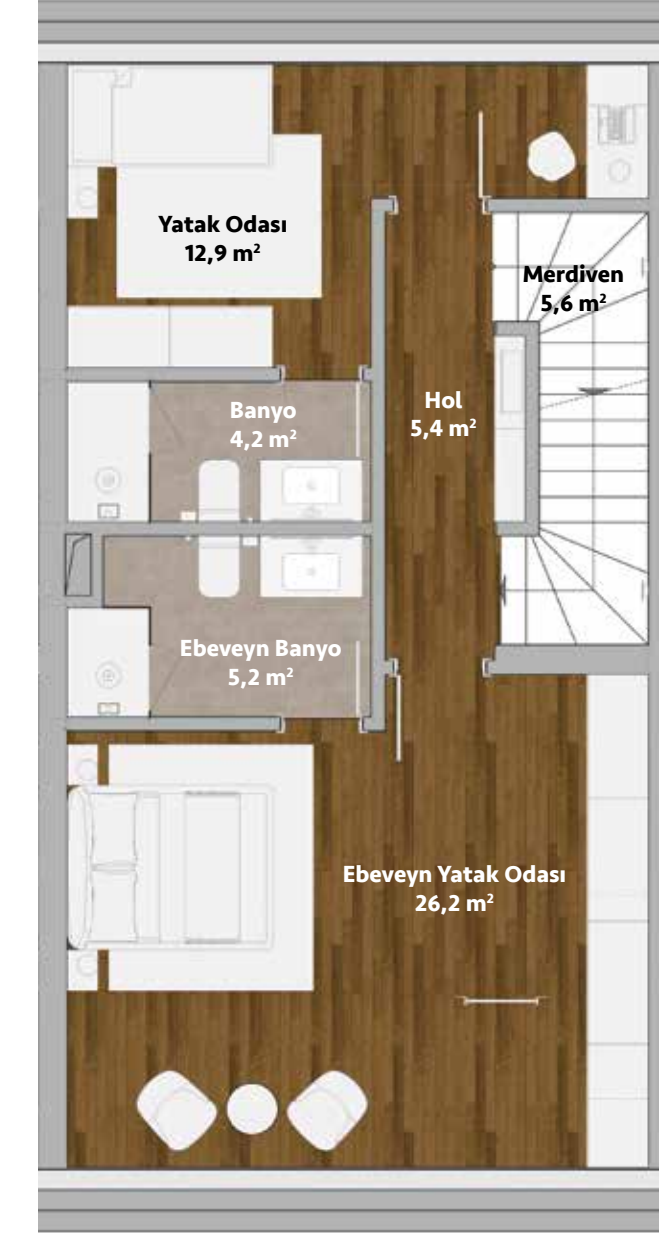 Yatak Odası
12,9 m²
Merdiven
5,6 m²
Banyo
4,2 m²
Hol
5,4 m²
Ebeveyn Banyo
5,2 m²
Ebeveyn Yatak Odası
26,2 m²